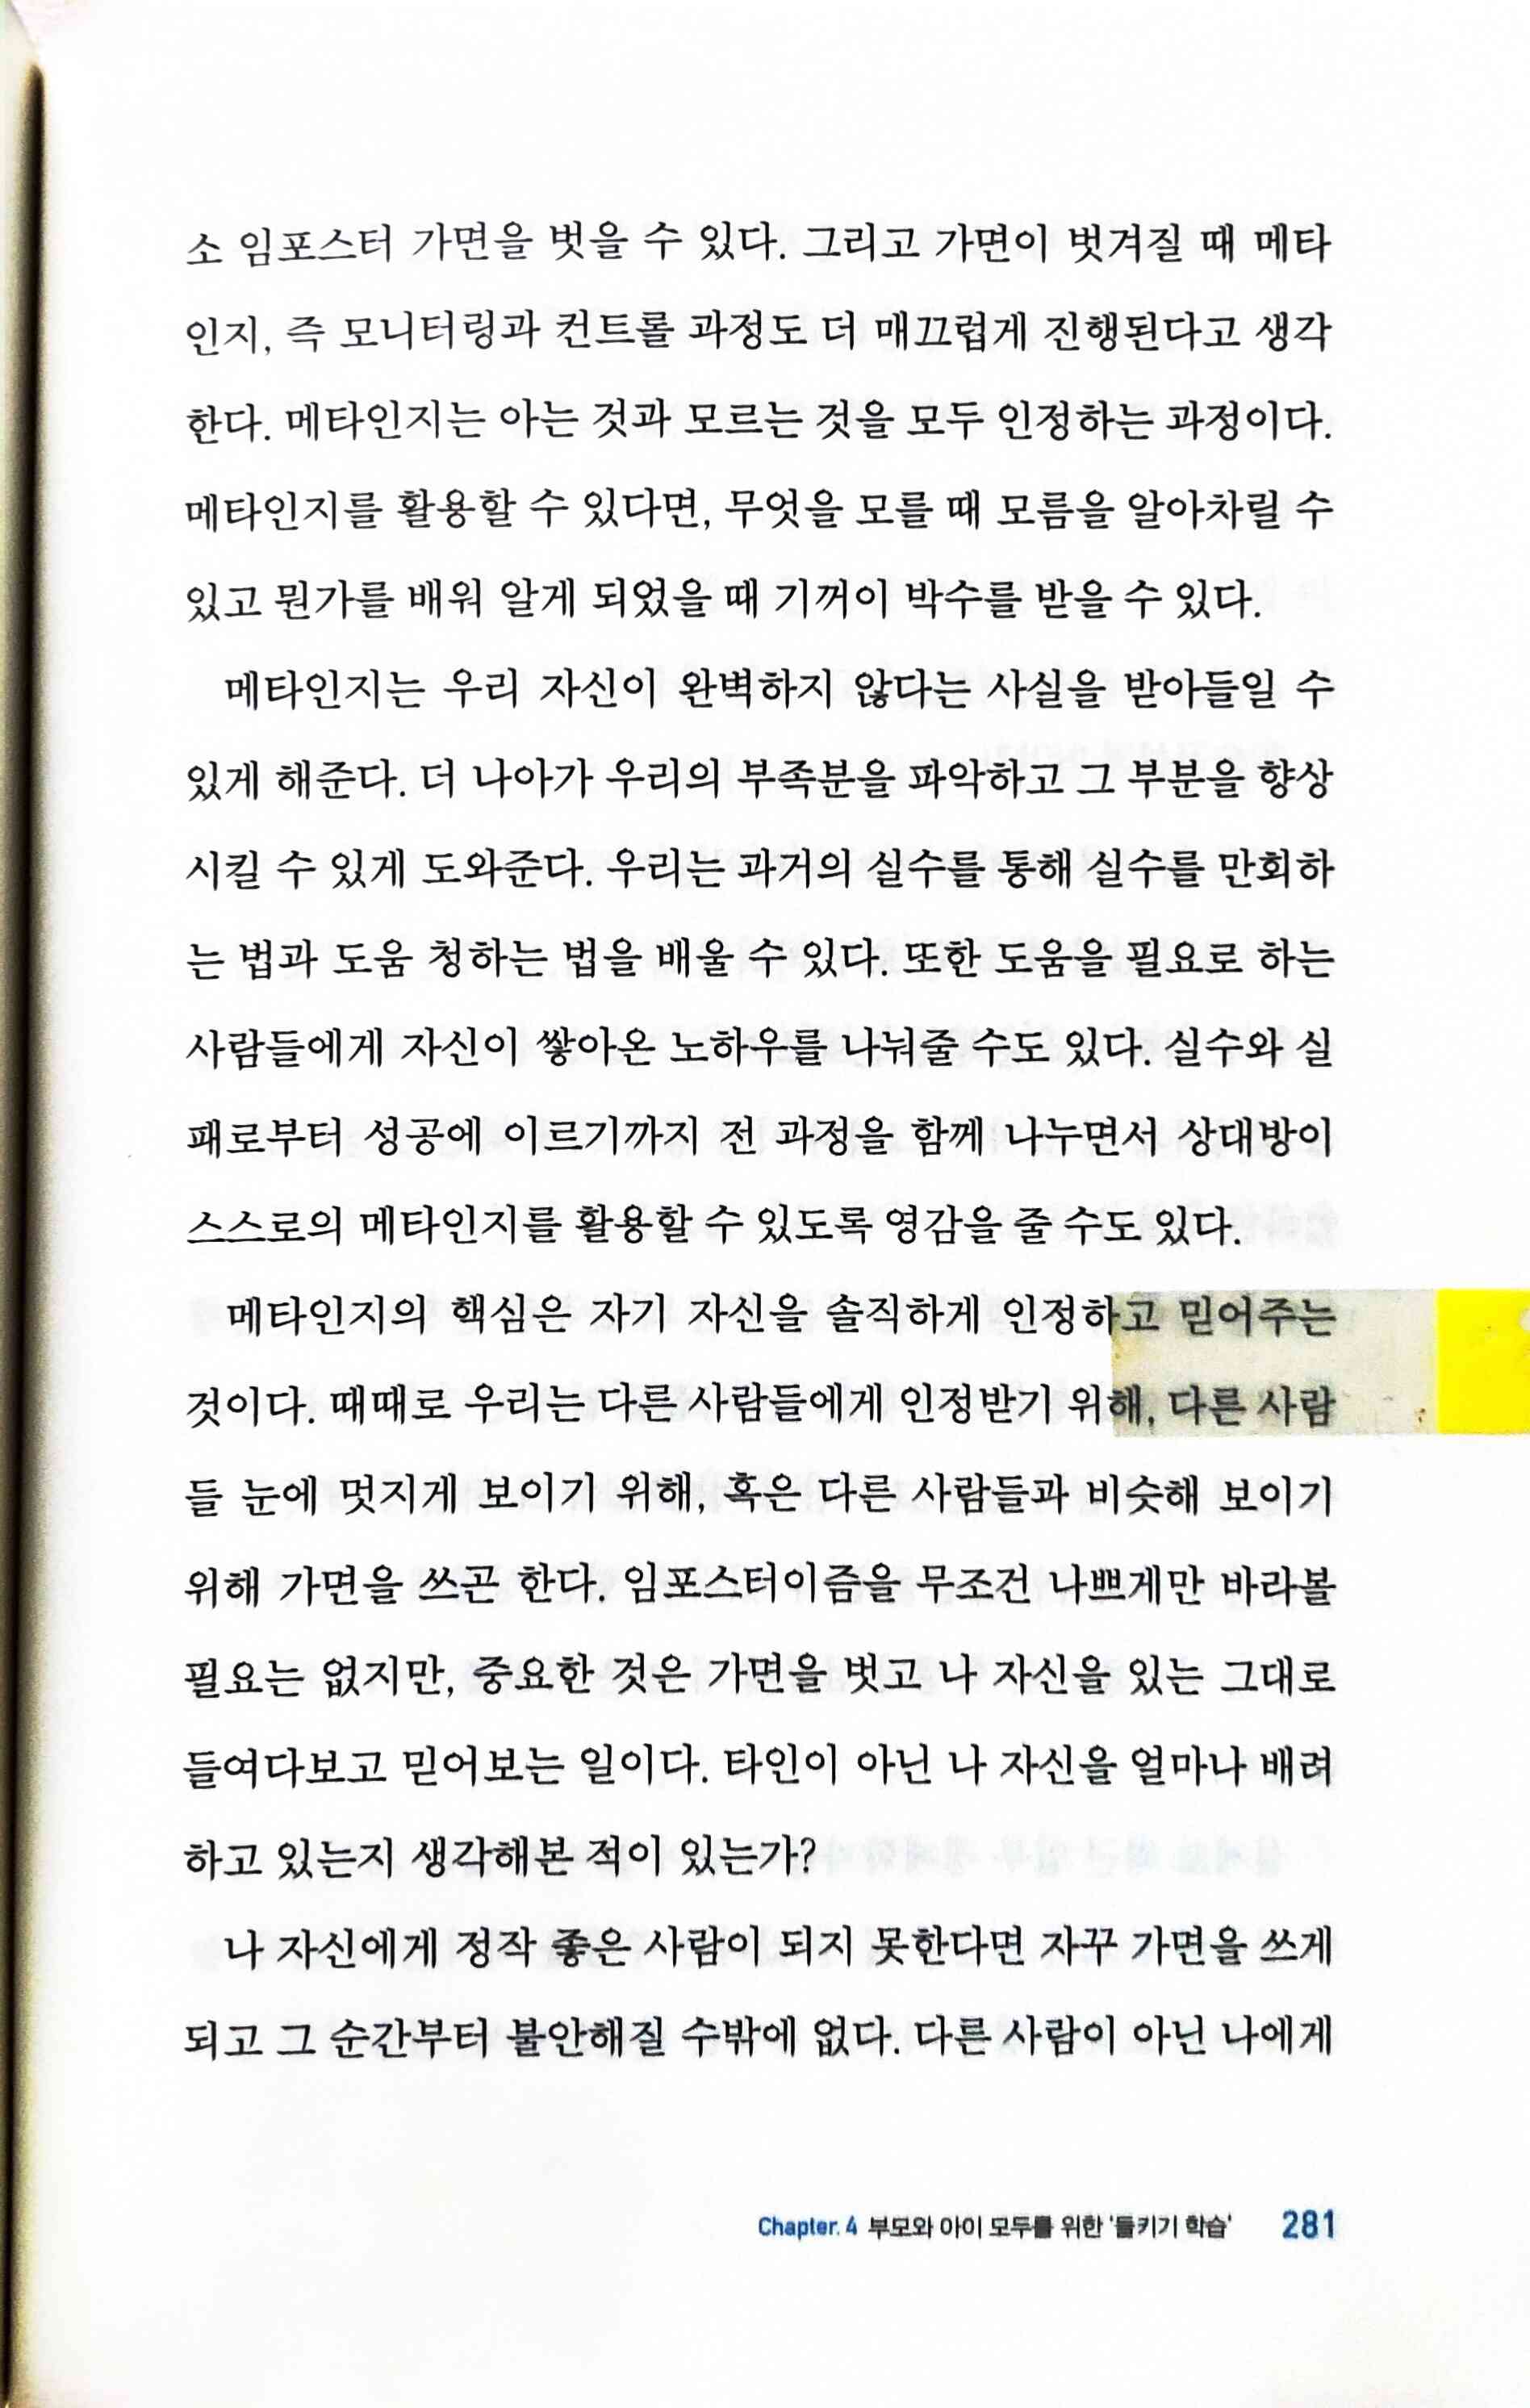 소 임포스터 가면을 벗을 수 있다. 그리고 가면이 벗겨질 때 메타
인지, 즉 모니터링과 컨트롤 과정도 더 매끄럽게 진행된다고 생각
한다. 메타인지는 아는 것과 모르는 것을 모두 인정하는 과정이다.
메타인지를 활용할 수 있다면, 무엇을 모를 때 모름을 알아차릴 수
있고 뭔가를 배워 알게 되었을 때 기꺼이 박수를 받을 수 있다.
메타인지는 우리 자신이 완벽하지 않다는 사실을 받아들일 수
있게 해준다. 더 나아가 우리의 부족분을 파악하고 그 부분을 향상
시킬 수 있게 도와준다. 우리는 과거의 실수를 통해 실수를 만회하
는 법과 도움 청하는 법을 배울 수 있다. 또한 도움을 필요로 하는
사람들에게 자신이 쌓아온 노하우를 나눠줄 수도 있다. 실수와 실
패로부터 성공에 이르기까지 전 과정을 함께 나누면서 상대방이
스스로의 메타인지를 활용할 수 있도록 영감을 줄 수도 있다.
메타인지의 핵심은 자기 자신을 솔직하게 인정하고 믿어주는
것이다. 때때로 우리는 다른 사람들에게 인정받기 위해, 다른 사람
들 눈에 멋지게 보이기 위해, 혹은 다른 사람들과 비슷해 보이기
위해 가면을 쓰곤 한다. 임포스터이즘을 무조건 나쁘게만 바라볼
필요는 없지만, 중요한 것은 가면을 벗고 나 자신을 있는 그대로
들여다보고 믿어보는 일이다. 타인이 아닌 나 자신을 얼마나 배려
하고 있는지 생각해본 적이 있는가?
나 자신에게 정작 좋은 사람이 되지 못한다면 자꾸 가면을 쓰게
되고 그 순간부터 불안해질 수밖에 없다. 다른 사람이 아닌 나에게
Chapter. 4 부모와 아이 모두를 위한 '들키기 학습' 281